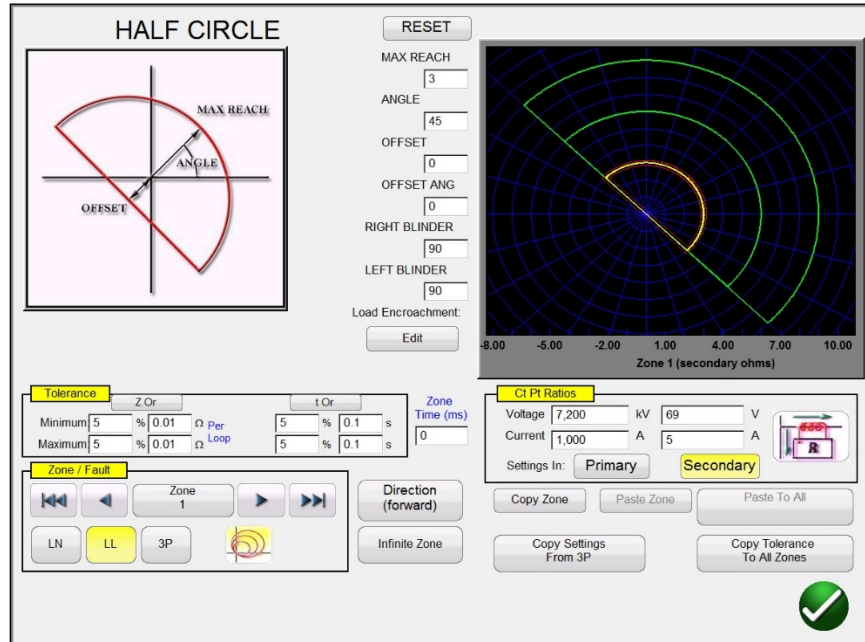 HALF CIRCLE
MAX REACH
ANGLE
OFFSET
RESET
MAX REACH
3
ANGLE
45
OFFSET
0
OFFSET ANG
0
RIGHT BLINDER
90
LEFT BLINDER
90
Load Encroachment:
Edit
-8.00 -5.00 -2.00 1.00 4.00 7.00 10.00
Zone 1 (secondary ohms)
Tolerance
Z Or t Or
Minimum 5 % 0.01 Ω Per 5 % 0.1 s
Maximum 5 % 0.01 Ω Loop 5 % 0.1 s
Zone
Time (ms)
0
Ct Pt Ratios
Voltage 7,200 kV 69 V
Current 1,000 A 5 A
Settings In: Primary Secondary
R
Zone / Fault
Zone
1
LN LL 3P
Direction
(forward)
Infinite Zone
Copy Zone Paste Zone Paste To All
Copy Settings
From 3P
Copy Tolerance
To All Zones